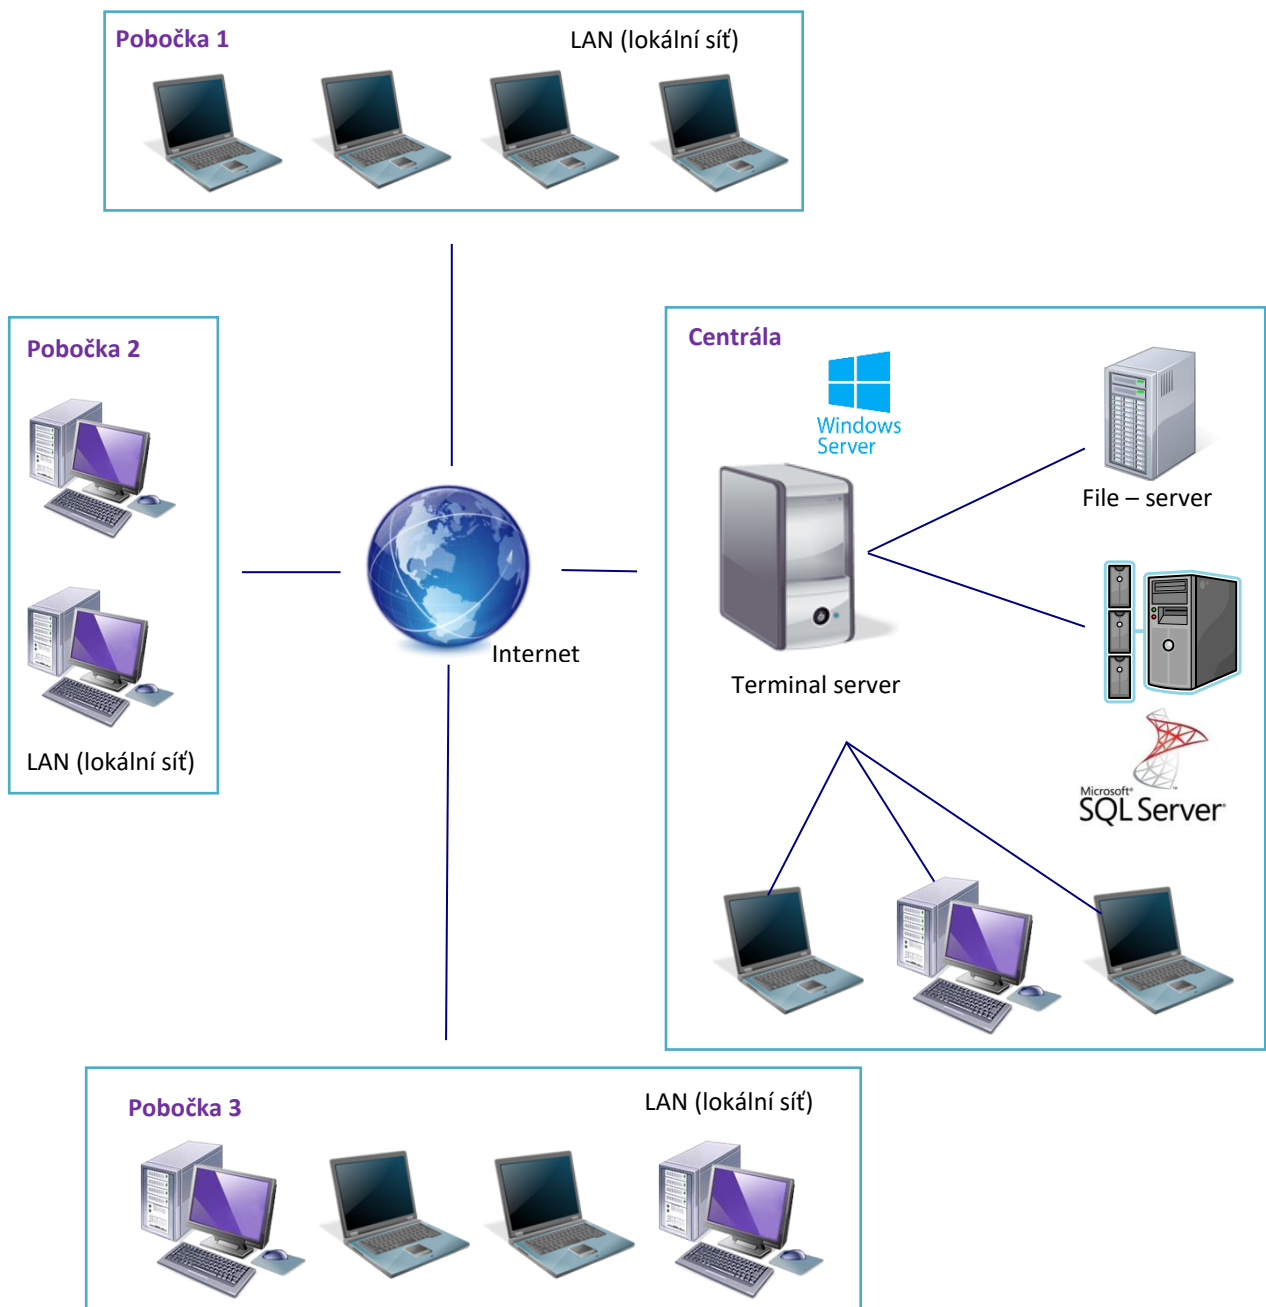 Pobočka 1
LAN (lokální síť)
Pobočka 2
LAN (lokální síť)
Internet
Centrála
Windows
Server
Terminal server
File – server
Microsoft®
SQL Server®
Pobočka 3
LAN (lokální síť)